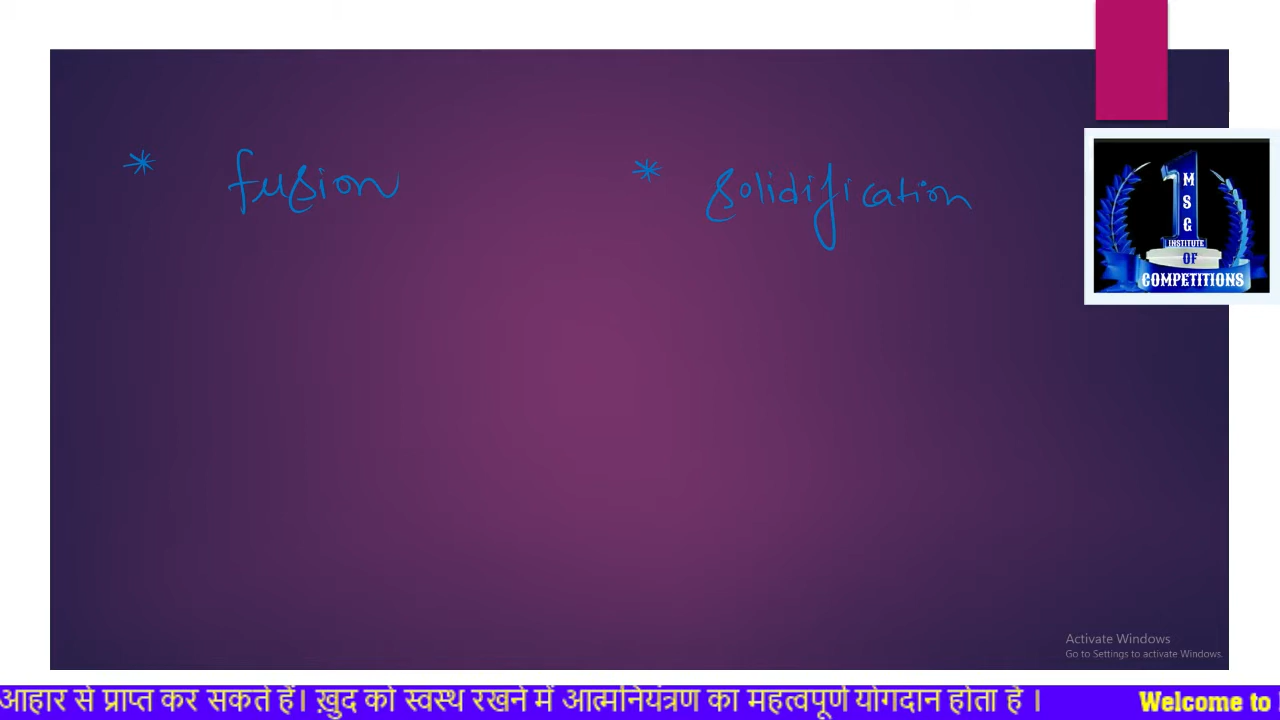 * fusion
* solidification
M
S
G
INSTITUTE
OF
COMPETITIONS
Activate Windows
Go to Settings to activate Windows.
आहार से प्राप्त कर सकते हैं। ख़ुद को स्वस्थ रखने में आत्मनियंत्रण का महत्वपूर्ण योगदान होता है । Welcome to